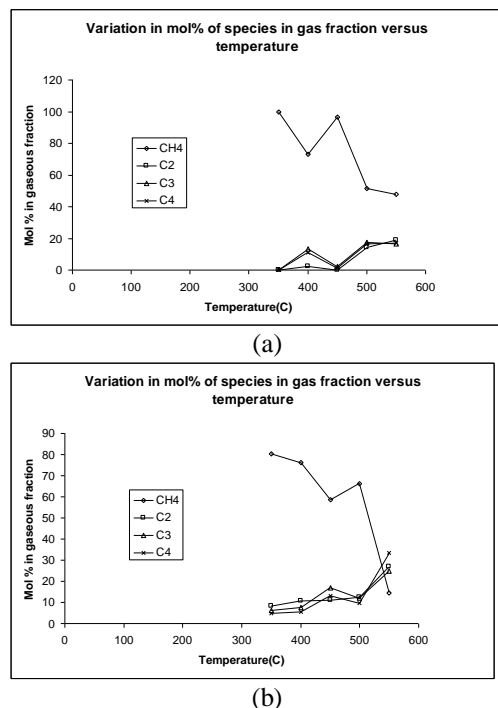 Variation in mol% of species in gas fraction versus
temperature
120
100
80
60
40
20
0
Mol % in gaseous fraction
CH4
C2
C3
C4
0 100 200 300 400 500 600
Temperature(C)
(a)
Variation in mol% of species in gas fraction versus
temperature
90
80
70
60
50
40
30
20
10
0
Mol % in gaseous fraction
CH4
C2
C3
C4
0 100 200 300 400 500 600
Temperature(C)
(b)